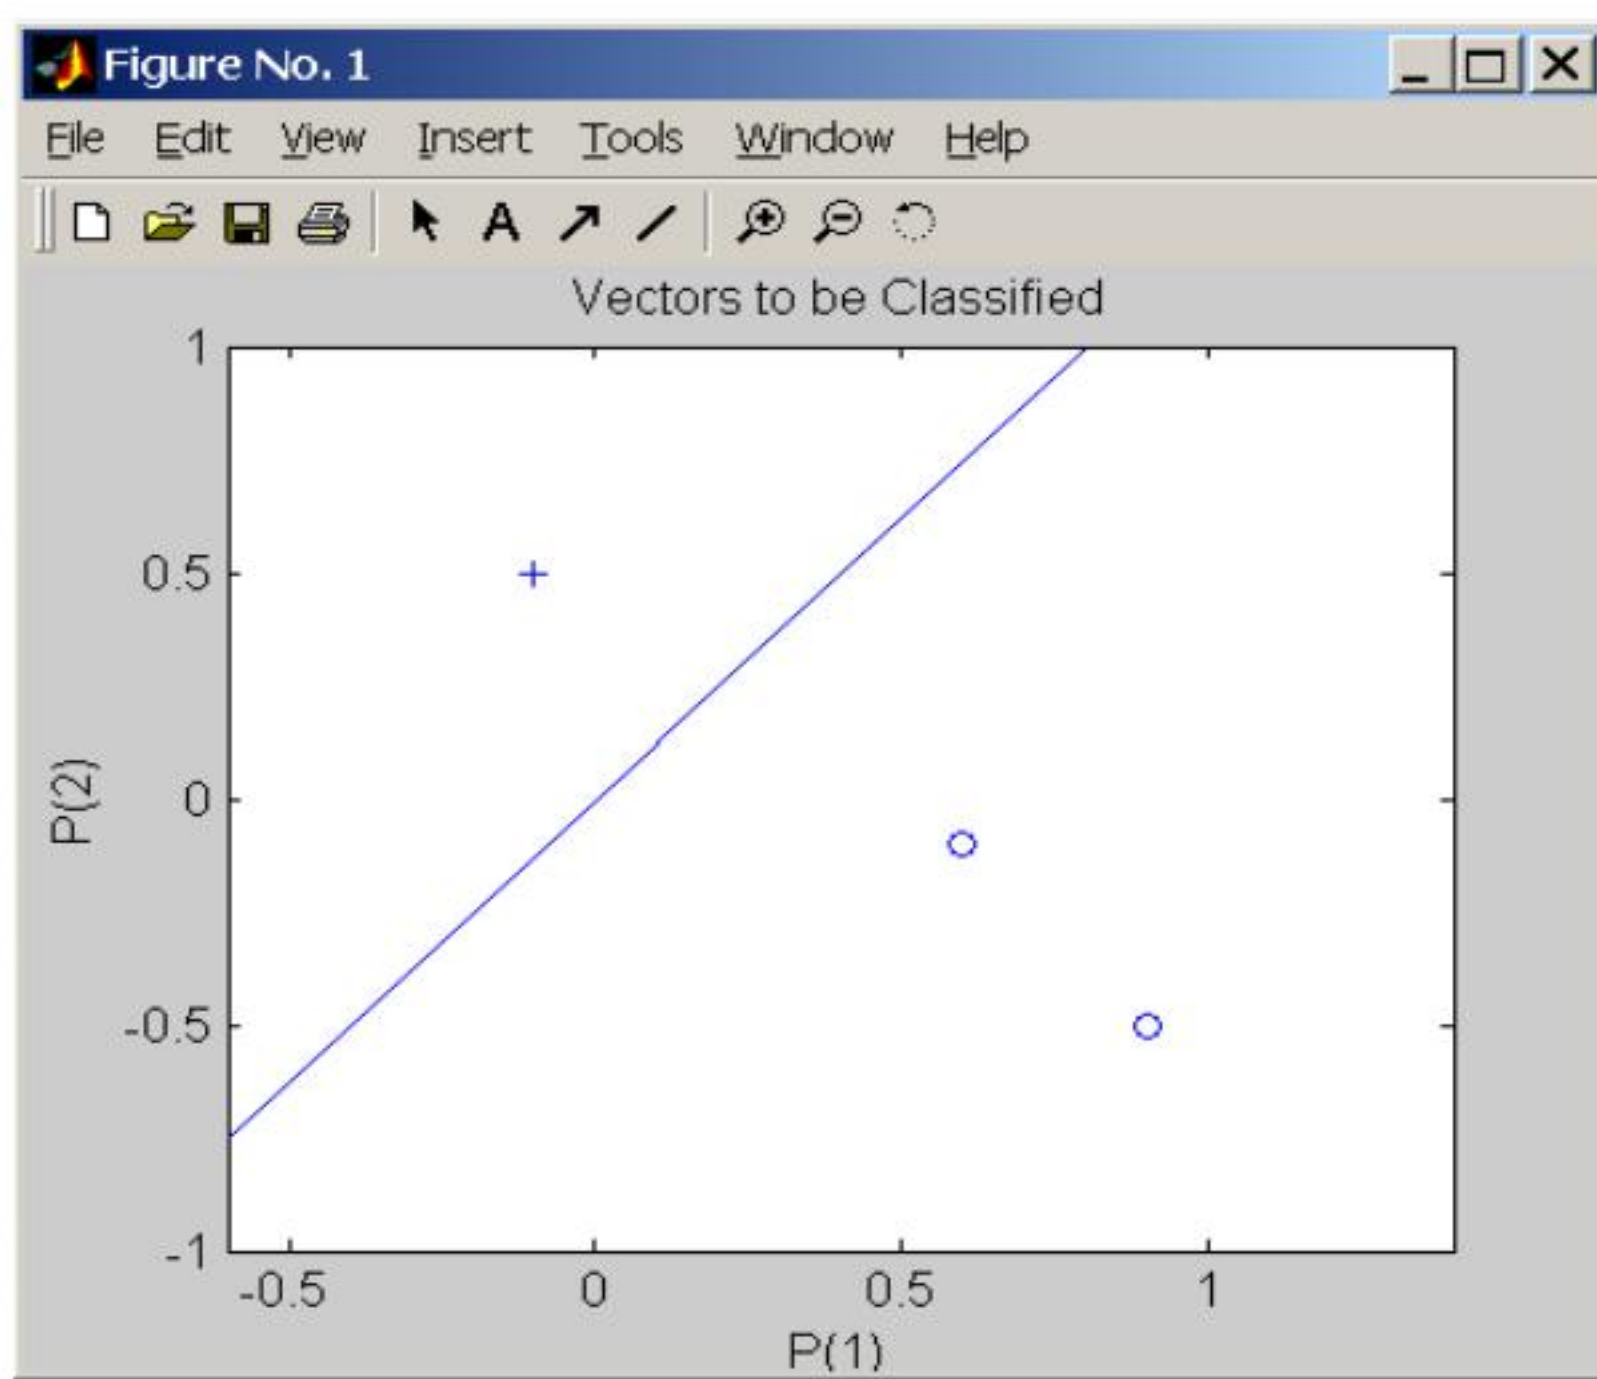 Figure No. 1
File Edit View Insert Tools Window Help
A
Vectors to be Classified
1
0.5
0
-0.5
-1
P(2)
-0.5 0 0.5 1
P(1)